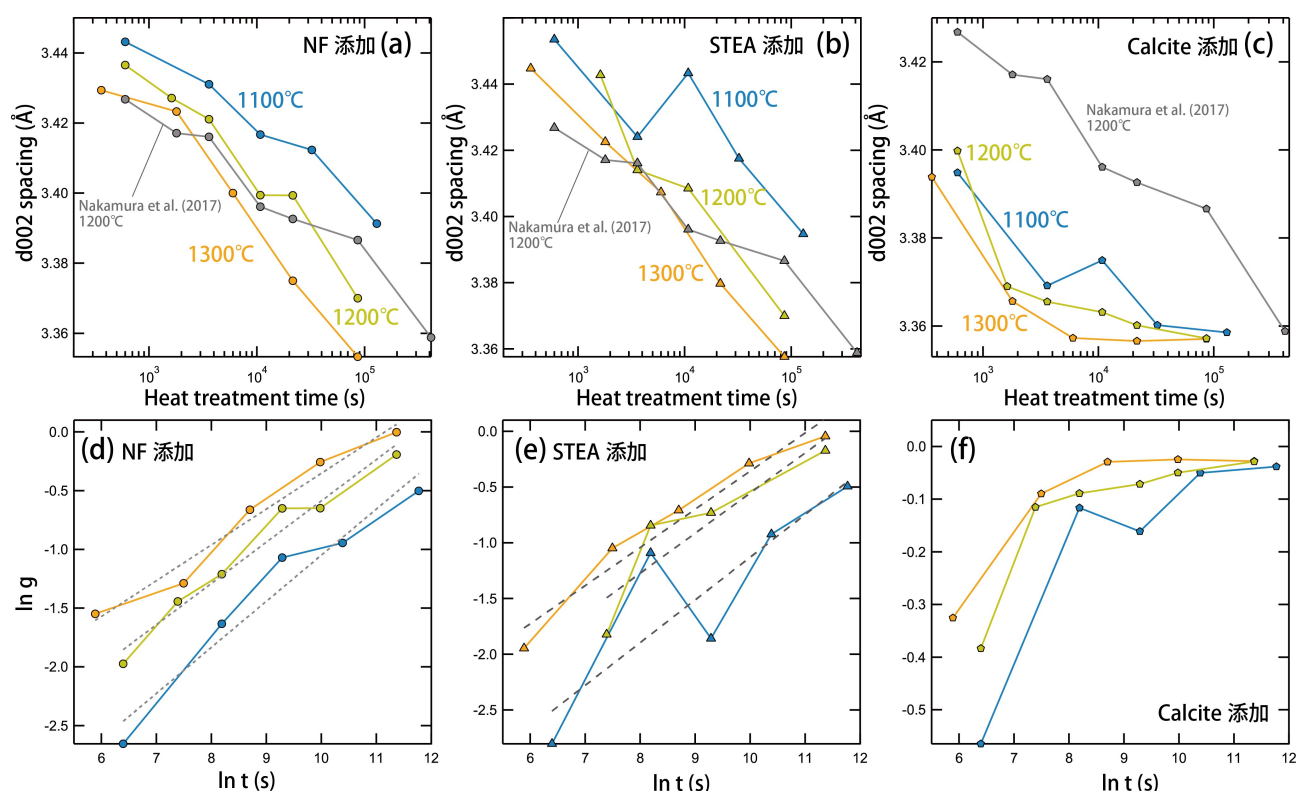 NF 添加 (a)
3.44
3.42
3.40
3.38
3.36
d002 spacing (Å)
1100℃
Nakamura et al. (2017)
1200℃
1300℃
1200℃
10³
10⁴
10⁵
Heat treatment time (s)
STEA 添加 (b)
3.44
3.42
3.40
3.38
3.36
d002 spacing (Å)
1100℃
1200℃
Nakamura et al. (2017)
1200℃
1300℃
10³
10⁴
10⁵
Heat treatment time (s)
Calcite 添加 (c)
3.42
3.40
3.38
3.36
d002 spacing (Å)
Nakamura et al. (2017)
1200℃
1200℃
1100℃
1300℃
10³
10⁴
10⁵
Heat treatment time (s)
(d) NF 添加
0.0
-0.5
-1.0
-1.5
-2.0
-2.5
ln g
6 7 8 9 10 11 12
ln t (s)
(e) STEA 添加
0.0
-0.5
-1.0
-1.5
-2.0
-2.5
6 7 8 9 10 11 12
ln t (s)
(f)
0.0
-0.1
-0.2
-0.3
-0.4
-0.5
Calcite 添加
6 7 8 9 10 11 12
ln t (s)